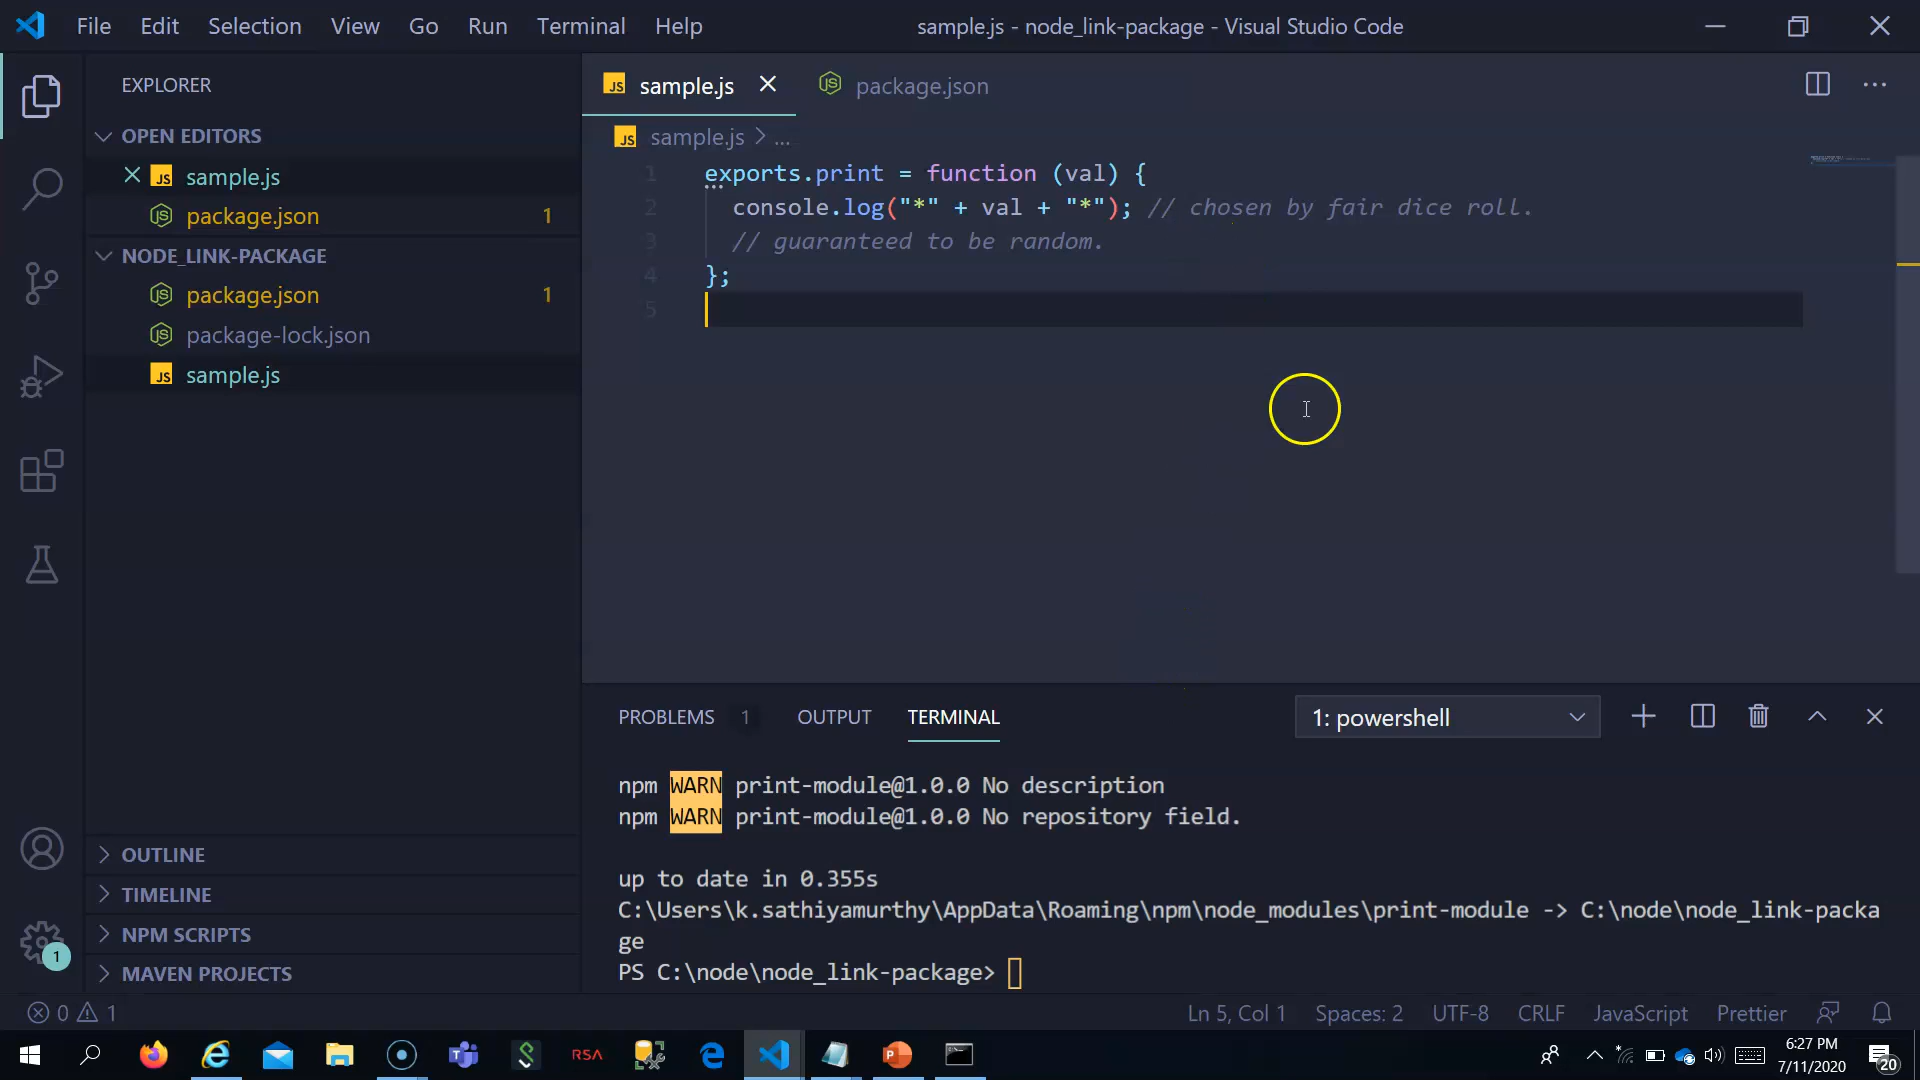 File Edit Selection View Go Run Terminal Help
sample.js - node_link-package - Visual Studio Code
EXPLORER
OPEN EDITORS
JS sample.js
package.json 1
NODE_LINK-PACKAGE
package.json 1
package-lock.json
JS sample.js
OUTLINE
TIMELINE
NPM SCRIPTS
MAVEN PROJECTS
JS sample.js package.json
JS sample.js > ...
1 exports.print = function (val) {
2 console.log("*" + val + "*"); // chosen by fair dice roll.
3 // guaranteed to be random.
4 };
5
PROBLEMS 1 OUTPUT TERMINAL
1: powershell
npm WARN print-module@1.0.0 No description
npm WARN print-module@1.0.0 No repository field.
up to date in 0.355s
C:\Users\k.sathiyamurthy\AppData\Roaming\npm\node_modules\print-module -> C:\node\node_link-packa
ge
PS C:\node\node_link-package>
1
0 1
Ln 5, Col 1 Spaces: 2 UTF-8 CRLF JavaScript Prettier
RSA
6:27 PM
7/11/2020
20